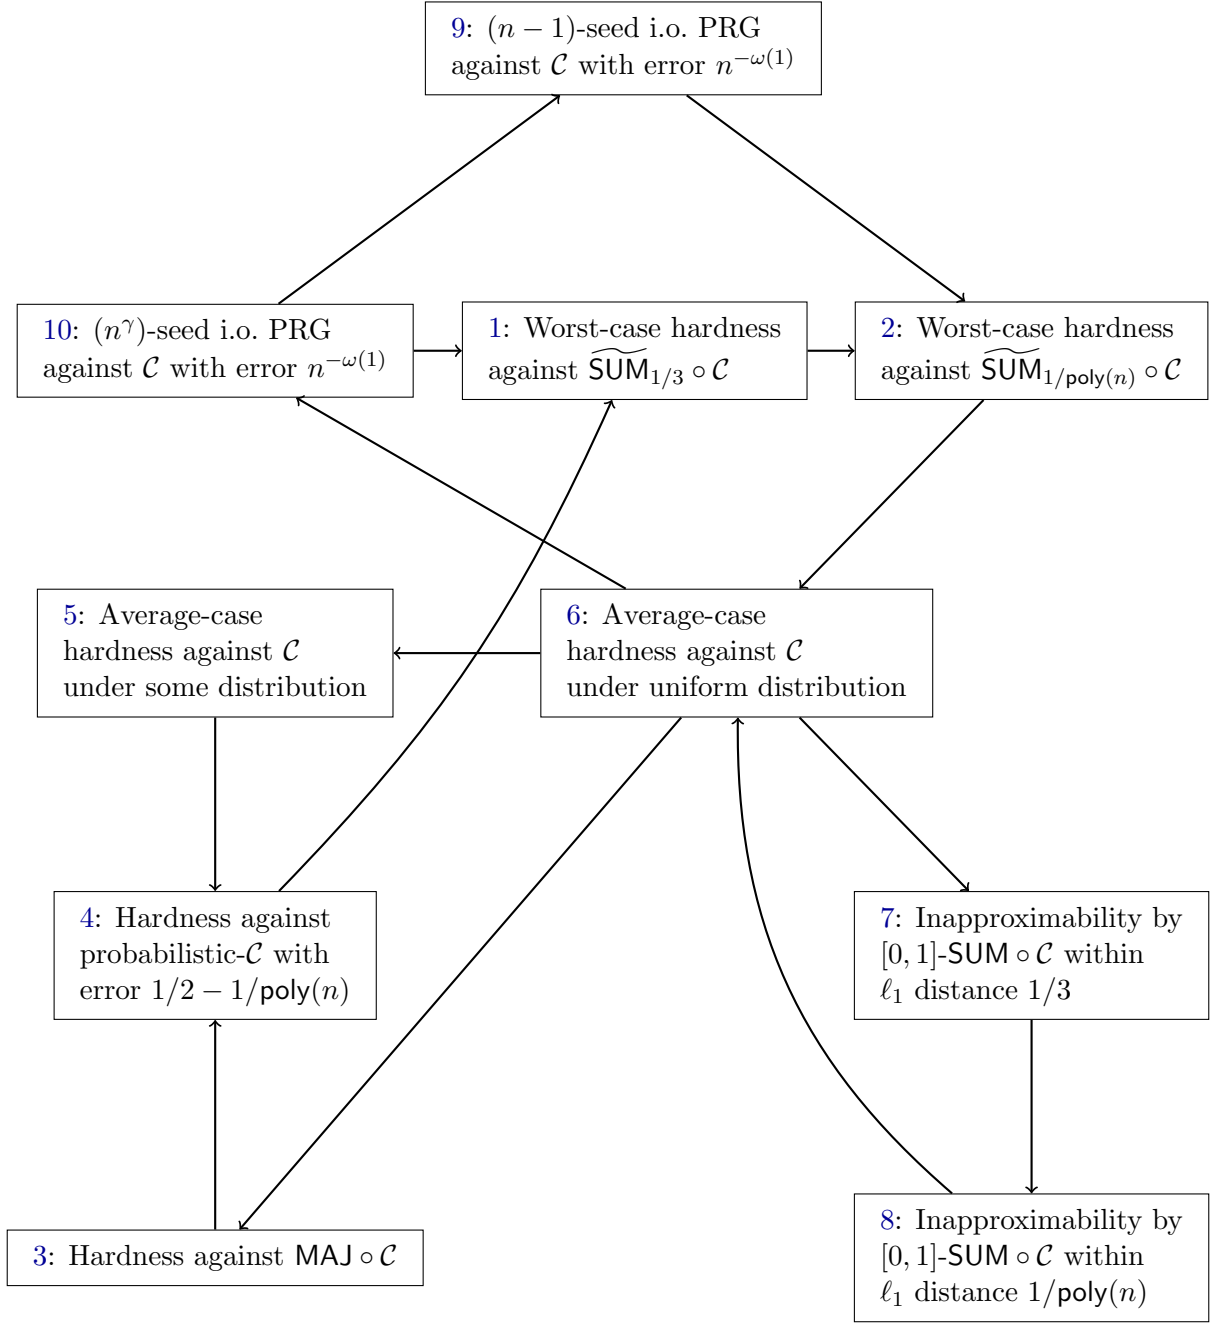 9: (n − 1)-seed i.o. PRG
against 𝒞 with error n^{−ω(1)}
10: (n^γ)-seed i.o. PRG
against 𝒞 with error n^{−ω(1)}
1: Worst-case hardness
against S͠UM_{1/3} ∘ 𝒞
2: Worst-case hardness
against S͠UM_{1/poly(n)} ∘ 𝒞
5: Average-case
hardness against 𝒞
under some distribution
6: Average-case
hardness against 𝒞
under uniform distribution
4: Hardness against
probabilistic-𝒞 with
error 1/2 − 1/poly(n)
7: Inapproximability by
[0, 1]-SUM ∘ 𝒞 within
ℓ₁ distance 1/3
3: Hardness against MAJ ∘ 𝒞
8: Inapproximability by
[0, 1]-SUM ∘ 𝒞 within
ℓ₁ distance 1/poly(n)